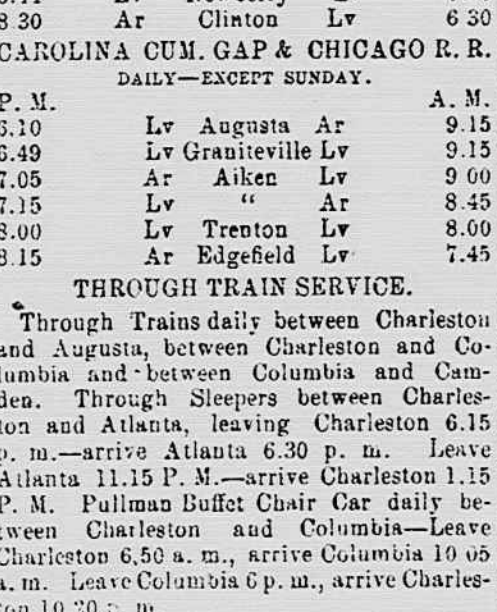 8 30 Ar Clinton Lv 6 30
CAROLINA CUM. GAP & CHICAGO R. R.
DAILY—EXCEPT SUNDAY.
P. M. A. M.
6.10 Lv Augusta Ar 9.15
6.49 Lv Graniteville Lv 9.15
7.05 Ar Aiken Lv 9 00
7.15 Lv " Ar 8.45
8.00 Lv Trenton Lv 8.00
8.15 Ar Edgefield Lv 7.45
THROUGH TRAIN SERVICE.
Through Trains daily between Charleston
and Augusta, between Charleston and Co-
lumbia and between Columbia and Cam-
den. Through Sleepers between Charles-
ton and Atlanta, leaving Charleston 6.15
p. m.—arrive Atlanta 6.30 p. m. Leave
Atlanta 11.15 P. M.—arrive Charleston 1.15
P. M. Pullman Buffet Chair Car daily be-
tween Charleston and Columbia—Leave
Charleston 6,50 a. m., arrive Columbia 10 05
a. m. Leave Columbia 6 p. m., arrive Charles-
ton 10 m